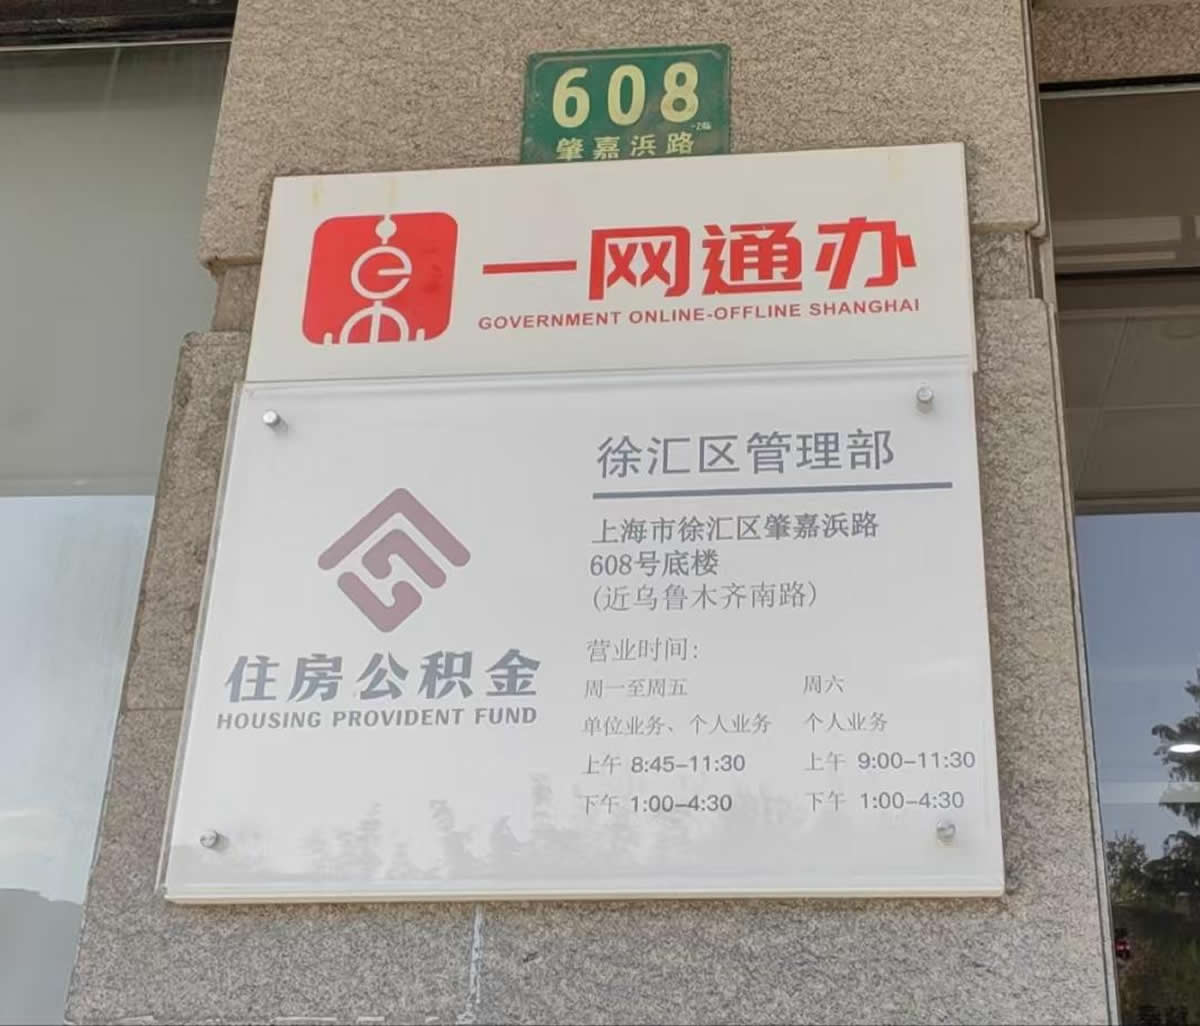 608
肇嘉浜路
一网通办
GOVERNMENT ONLINE-OFFLINE SHANGHAI
徐汇区管理部
上海市徐汇区肇嘉浜路
608号底楼
(近乌鲁木齐南路)
住房公积金
HOUSING PROVIDENT FUND
营业时间:
周一至周五 周六
单位业务、个人业务 个人业务
上午 8:45-11:30 上午 9:00-11:30
下午 1:00-4:30 下午 1:00-4:30